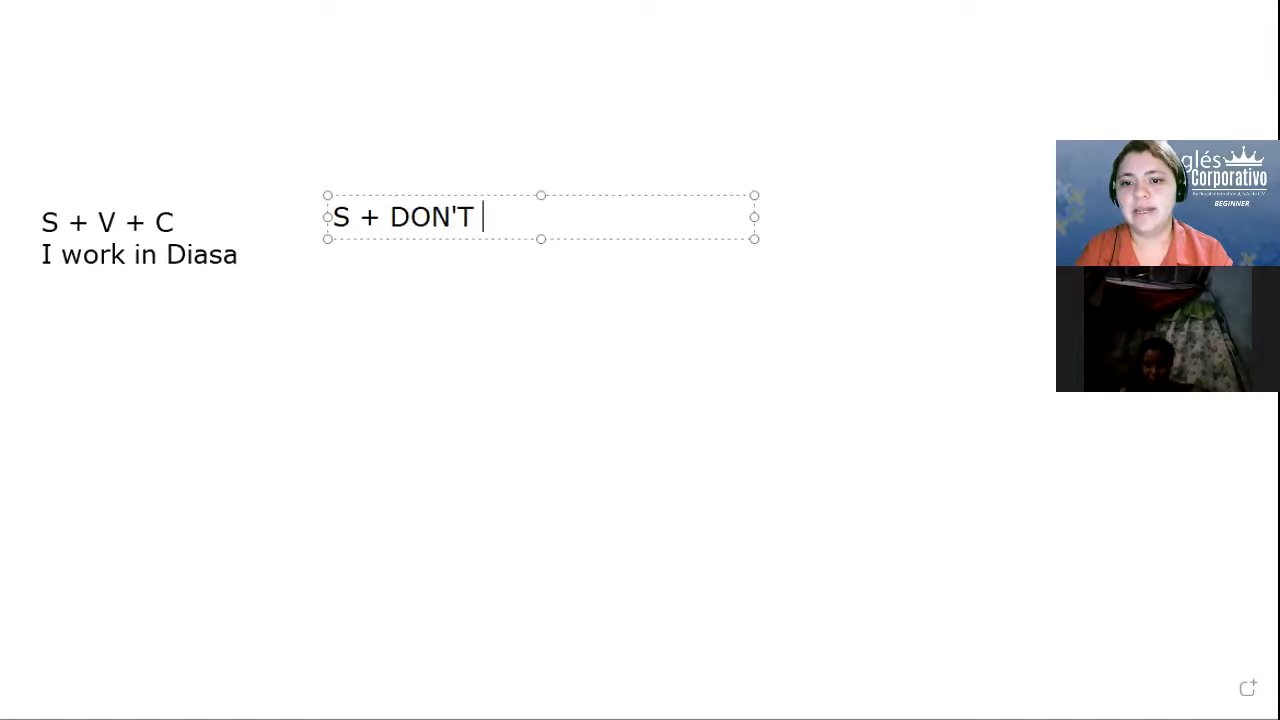 S + V + C
I work in Diasa
S + DON'T
glés
Corporativo
BEGINNER